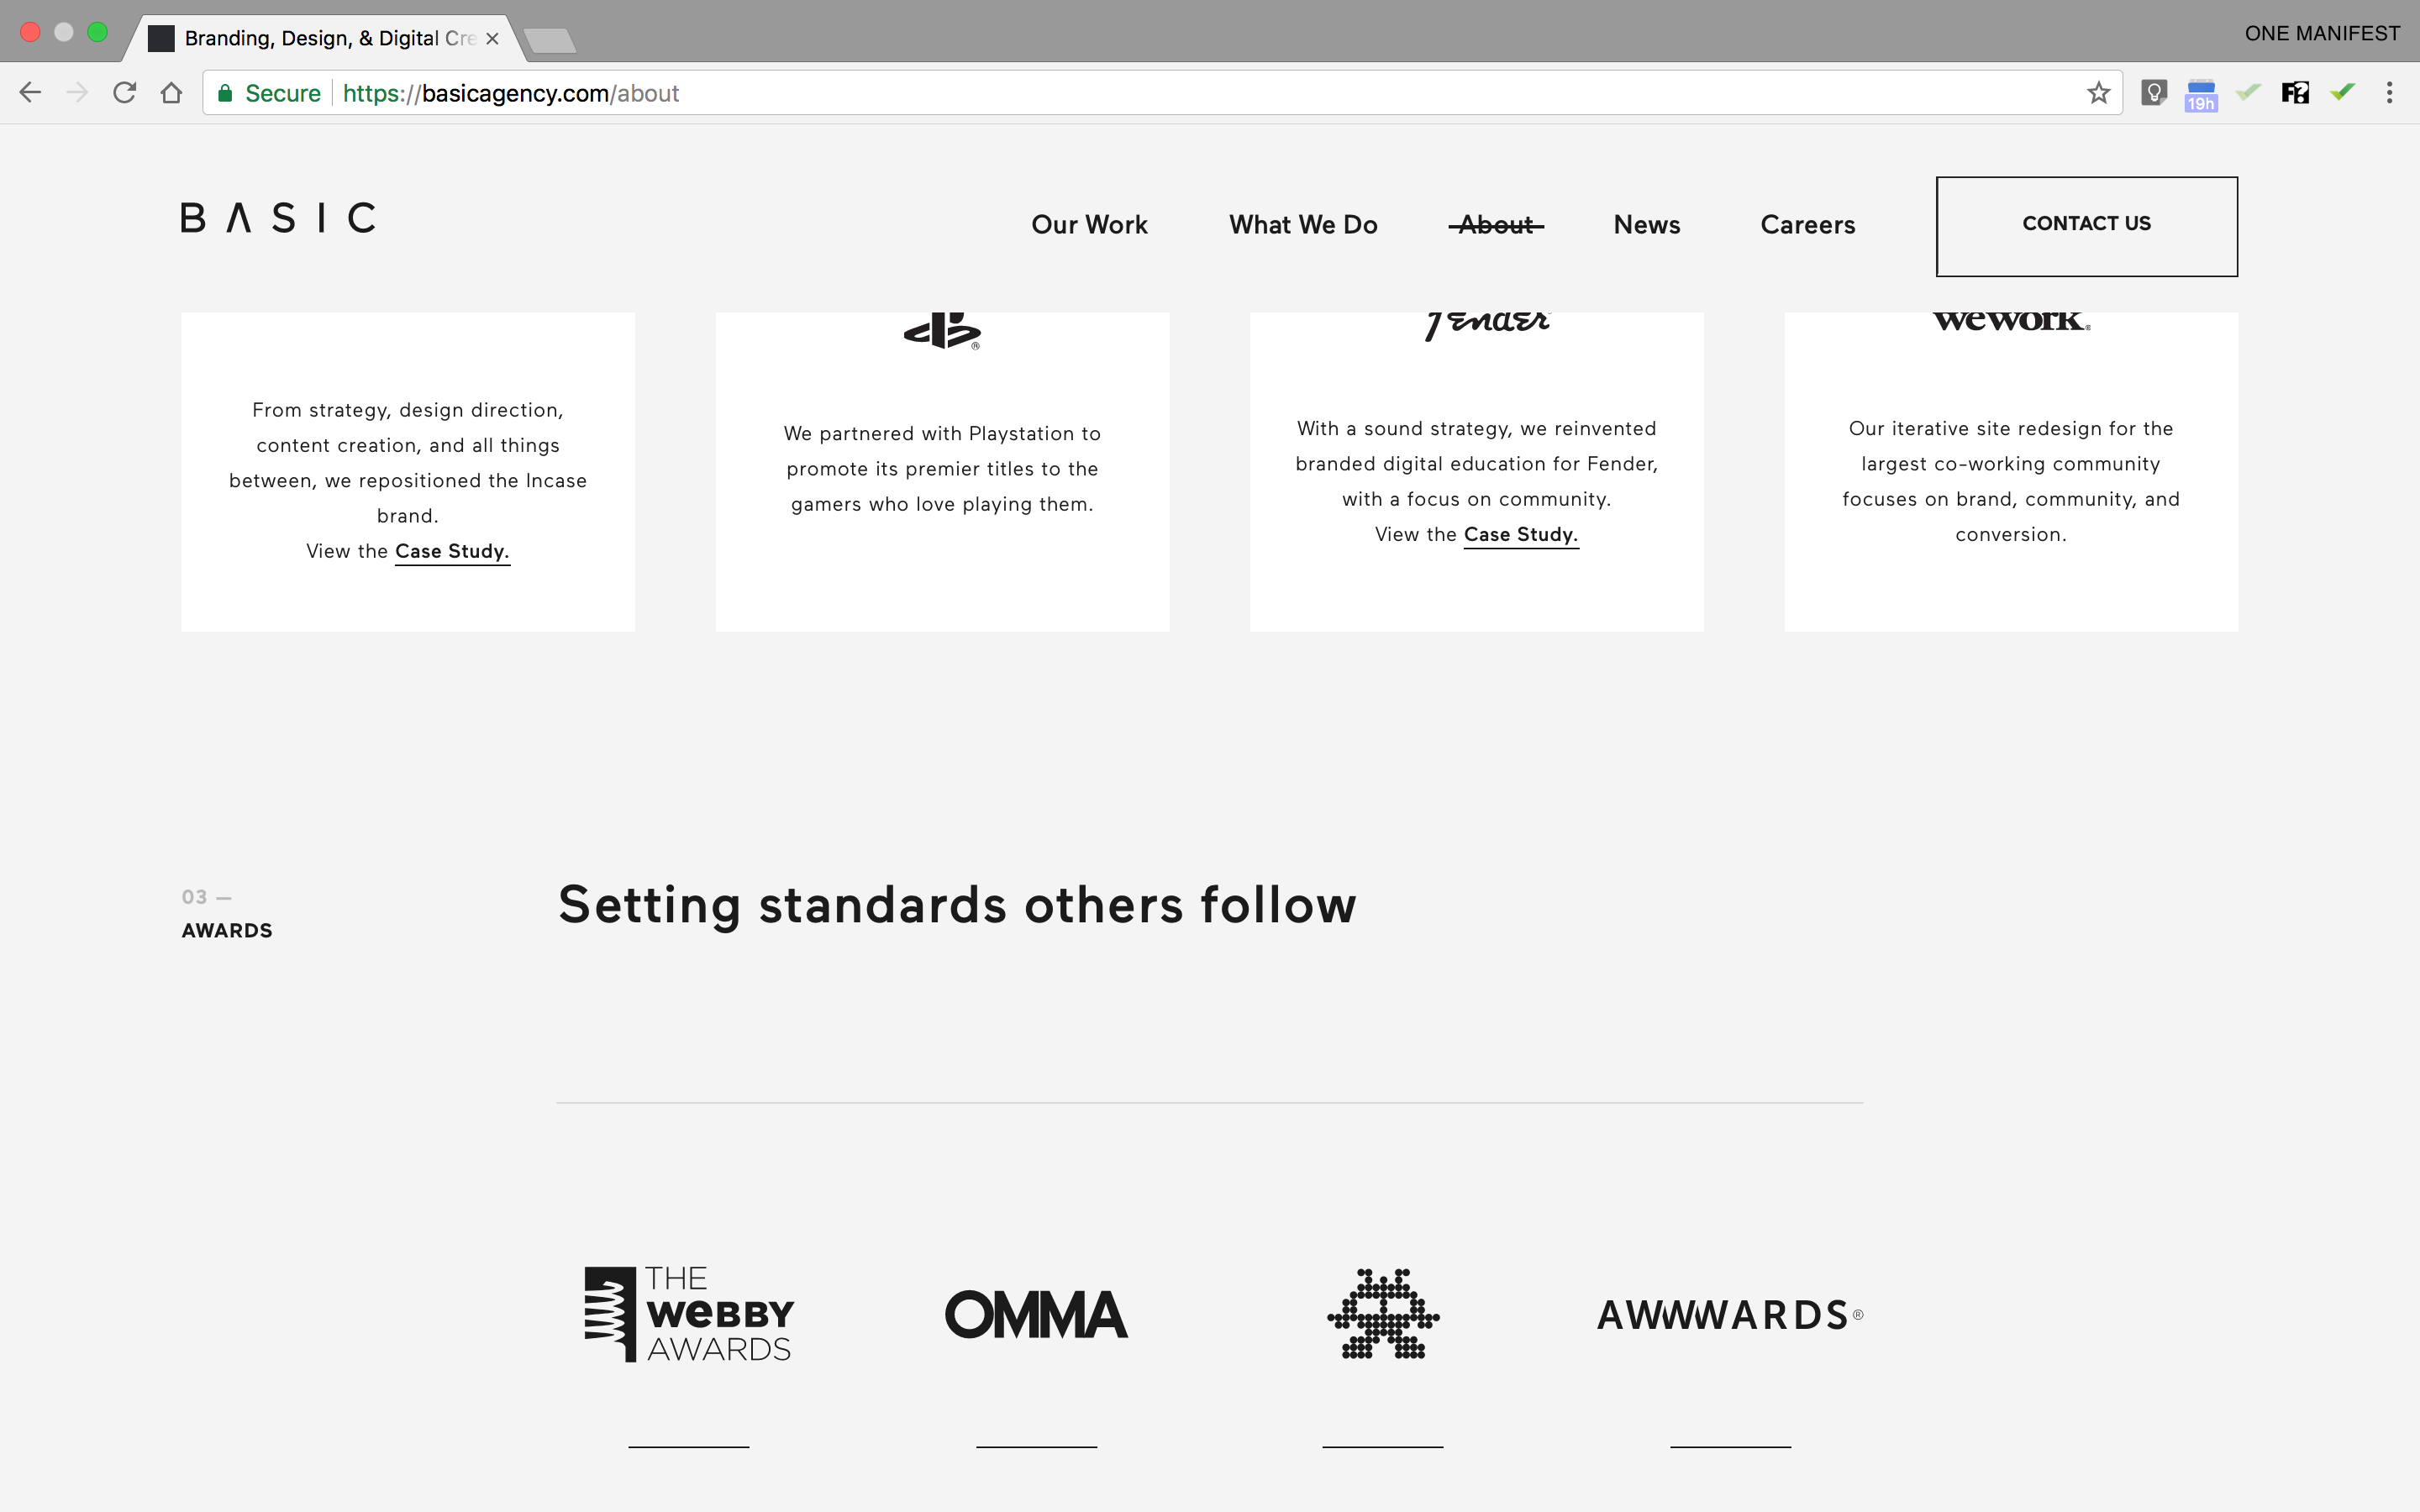 Branding, Design, & Digital Cre
ONE MANIFEST
Secure
https://basicagency.com/about
19h
F?
BASIC
Our Work
What We Do
About
News
Careers
CONTACT US
®
fender
wework®
From strategy, design direction,
content creation, and all things
between, we repositioned the Incase
brand.
View the Case Study.
We partnered with Playstation to
promote its premier titles to the
gamers who love playing them.
With a sound strategy, we reinvented
branded digital education for Fender,
with a focus on community.
View the Case Study.
Our iterative site redesign for the
largest co-working community
focuses on brand, community, and
conversion.
03 —
AWARDS
Setting standards others follow
THE
WeBBY
AWARDS
OMMA
AWWWARDS®